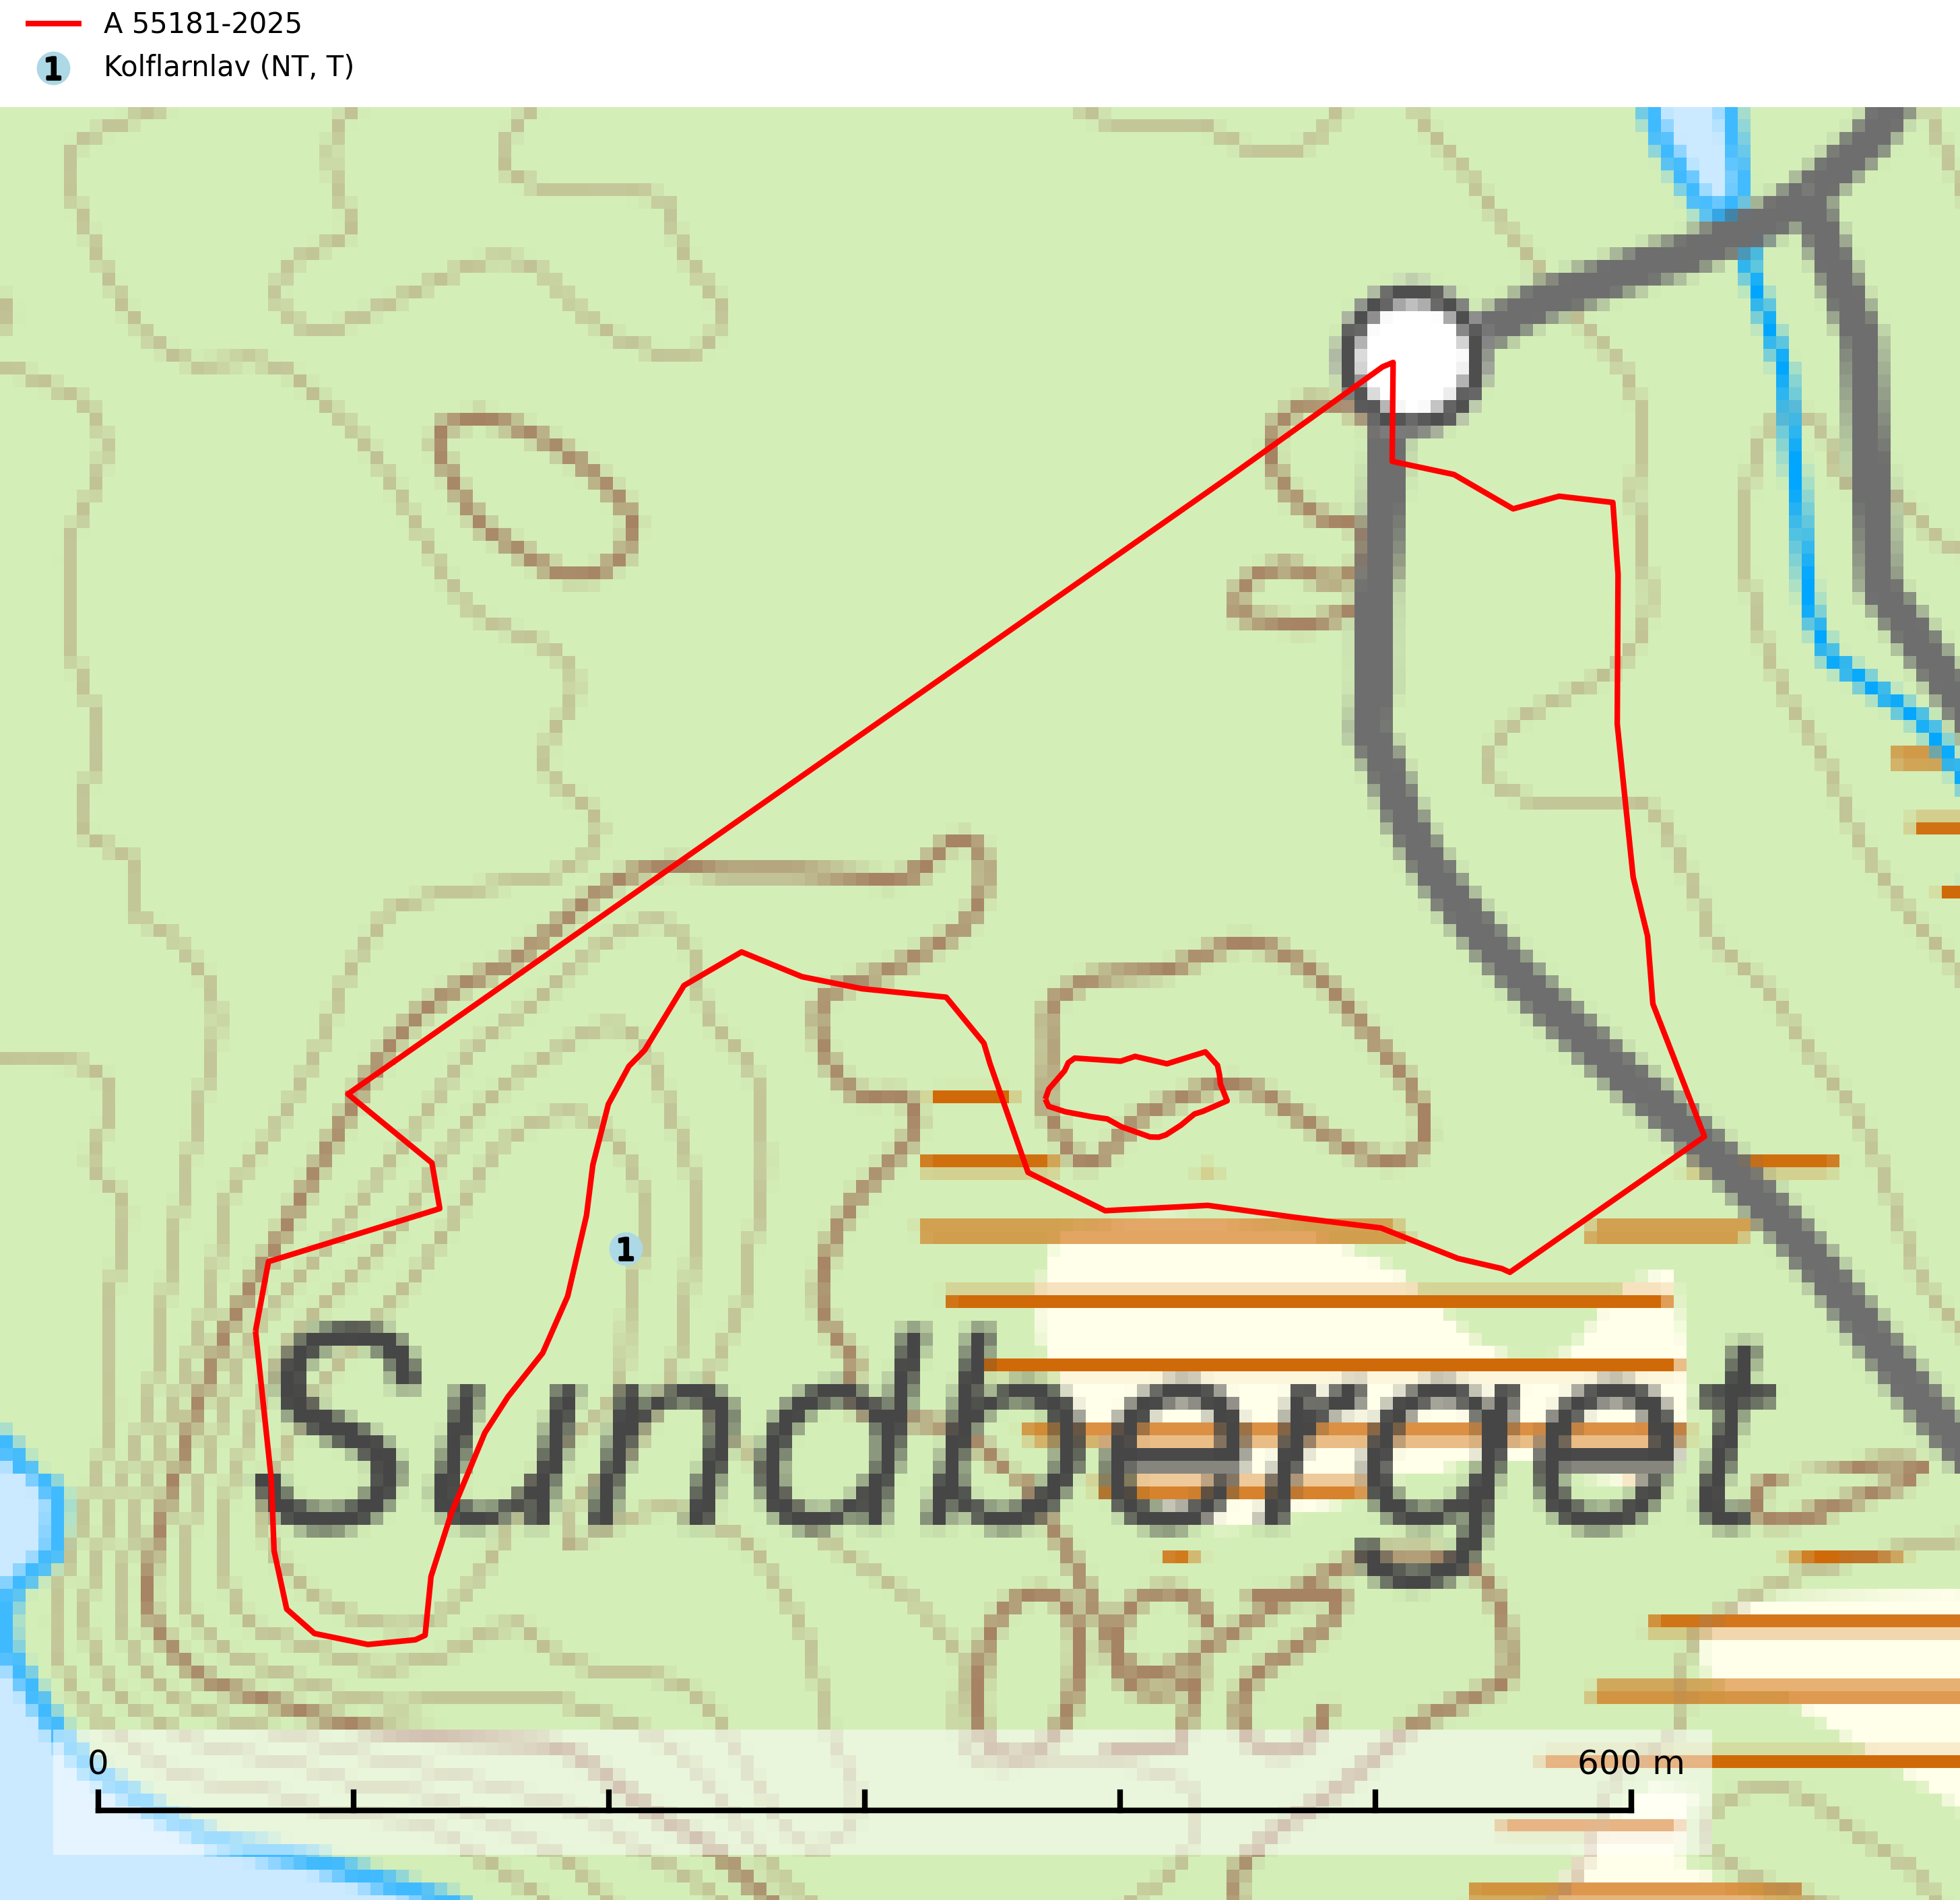 A 55181-2025
1 Kolflarnlav (NT, T)
1
Sundberget
0 600 m